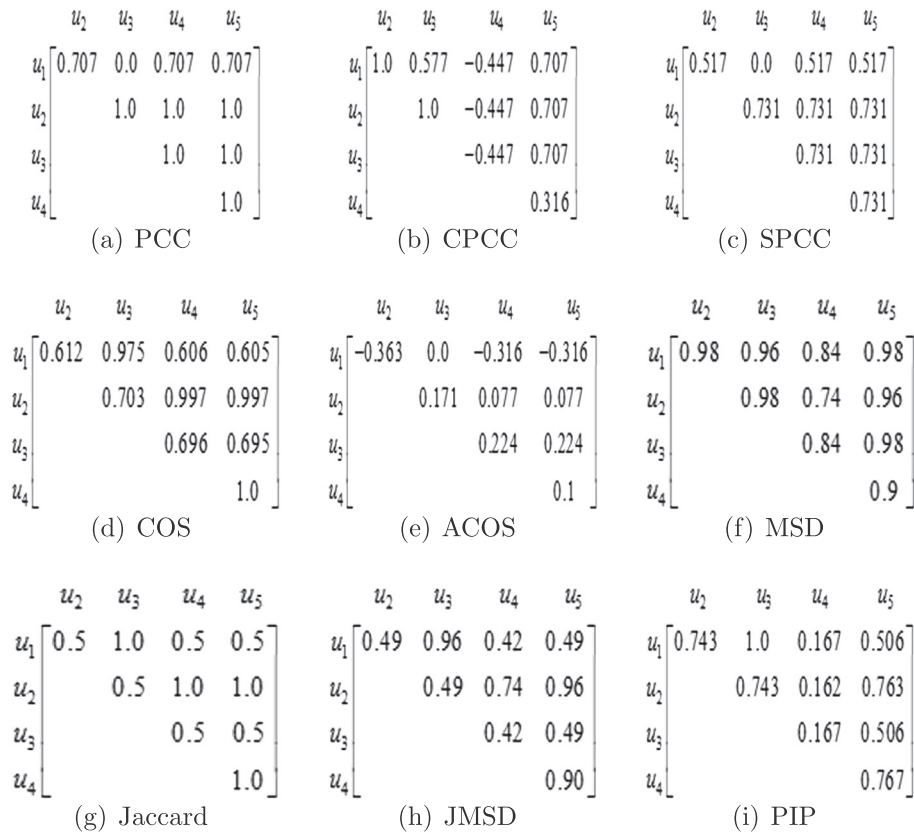 u₂ u₃ u₄ u₅
u₁ 0.707 0.0 0.707 0.707
u₂ 1.0 1.0 1.0
u₃ 1.0 1.0
u₄ 1.0
(a) PCC
u₂ u₃ u₄ u₅
u₁ 1.0 0.577 −0.447 0.707
u₂ 1.0 −0.447 0.707
u₃ −0.447 0.707
u₄ 0.316
(b) CPCC
u₂ u₃ u₄ u₅
u₁ 0.517 0.0 0.517 0.517
u₂ 0.731 0.731 0.731
u₃ 0.731 0.731
u₄ 0.731
(c) SPCC
u₂ u₃ u₄ u₅
u₁ 0.612 0.975 0.606 0.605
u₂ 0.703 0.997 0.997
u₃ 0.696 0.695
u₄ 1.0
(d) COS
u₂ u₃ u₄ u₅
u₁ −0.363 0.0 −0.316 −0.316
u₂ 0.171 0.077 0.077
u₃ 0.224 0.224
u₄ 0.1
(e) ACOS
u₂ u₃ u₄ u₅
u₁ 0.98 0.96 0.84 0.98
u₂ 0.98 0.74 0.96
u₃ 0.84 0.98
u₄ 0.9
(f) MSD
u₂ u₃ u₄ u₅
u₁ 0.5 1.0 0.5 0.5
u₂ 0.5 1.0 1.0
u₃ 0.5 0.5
u₄ 1.0
(g) Jaccard
u₂ u₃ u₄ u₅
u₁ 0.49 0.96 0.42 0.49
u₂ 0.49 0.74 0.96
u₃ 0.42 0.49
u₄ 0.90
(h) JMSD
u₂ u₃ u₄ u₅
u₁ 0.743 1.0 0.167 0.506
u₂ 0.743 0.162 0.763
u₃ 0.167 0.506
u₄ 0.767
(i) PIP